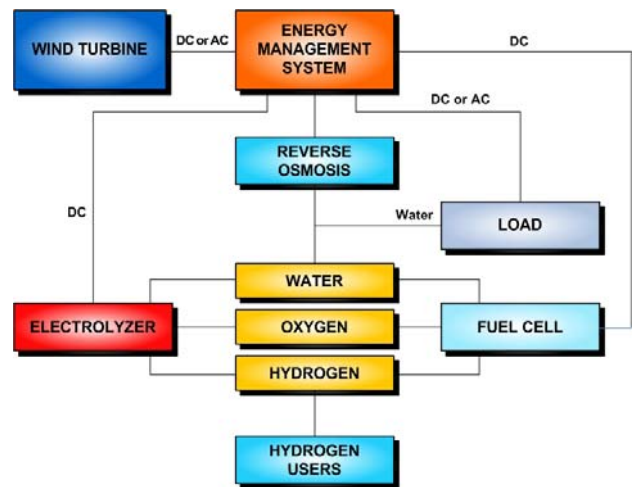 WIND TURBINE
DC or AC
ENERGY
MANAGEMENT
SYSTEM
DC
DC or AC
REVERSE
OSMOSIS
DC
Water
LOAD
WATER
ELECTROLYZER
OXYGEN
FUEL CELL
HYDROGEN
HYDROGEN
USERS